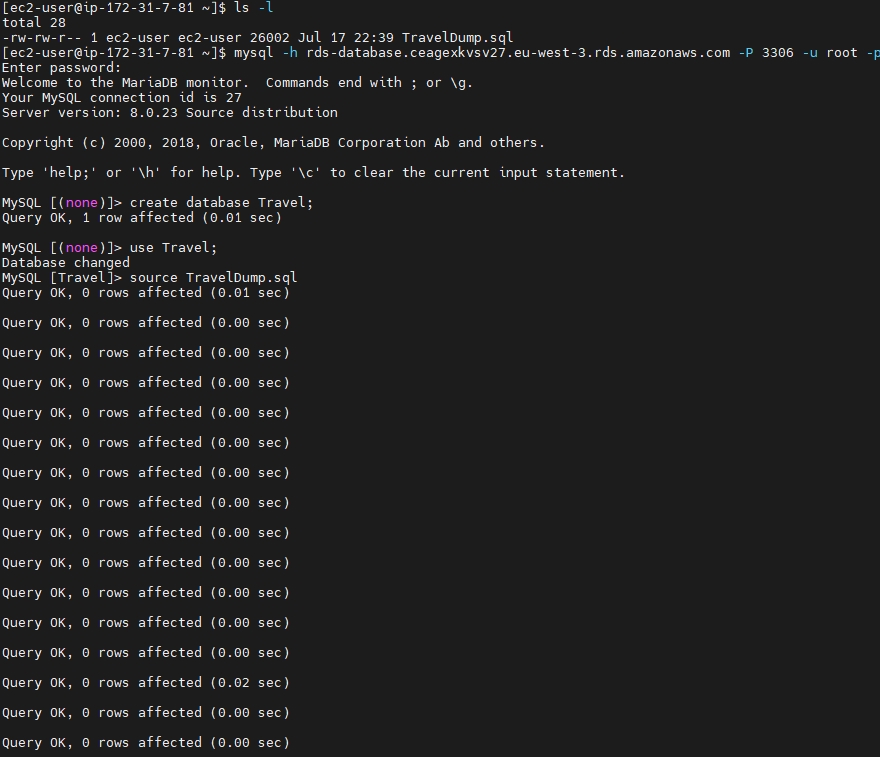 [ec2-user@ip-172-31-7-81 ~]$ ls -l
total 28
-rw-rw-r-- 1 ec2-user ec2-user 26002 Jul 17 22:39 TravelDump.sql
[ec2-user@ip-172-31-7-81 ~]$ mysql -h rds-database.ceagexkvsv27.eu-west-3.rds.amazonaws.com -P 3306 -u root -p
Enter password:
Welcome to the MariaDB monitor.  Commands end with ; or \g.
Your MySQL connection id is 27
Server version: 8.0.23 Source distribution
Copyright (c) 2000, 2018, Oracle, MariaDB Corporation Ab and others.
Type 'help;' or '\h' for help. Type '\c' to clear the current input statement.
MySQL [(none)]> create database Travel;
Query OK, 1 row affected (0.01 sec)
MySQL [(none)]> use Travel;
Database changed
MySQL [Travel]> source TravelDump.sql
Query OK, 0 rows affected (0.01 sec)
Query OK, 0 rows affected (0.00 sec)
Query OK, 0 rows affected (0.00 sec)
Query OK, 0 rows affected (0.00 sec)
Query OK, 0 rows affected (0.00 sec)
Query OK, 0 rows affected (0.00 sec)
Query OK, 0 rows affected (0.00 sec)
Query OK, 0 rows affected (0.00 sec)
Query OK, 0 rows affected (0.00 sec)
Query OK, 0 rows affected (0.00 sec)
Query OK, 0 rows affected (0.00 sec)
Query OK, 0 rows affected (0.00 sec)
Query OK, 0 rows affected (0.00 sec)
Query OK, 0 rows affected (0.02 sec)
Query OK, 0 rows affected (0.00 sec)
Query OK, 0 rows affected (0.00 sec)